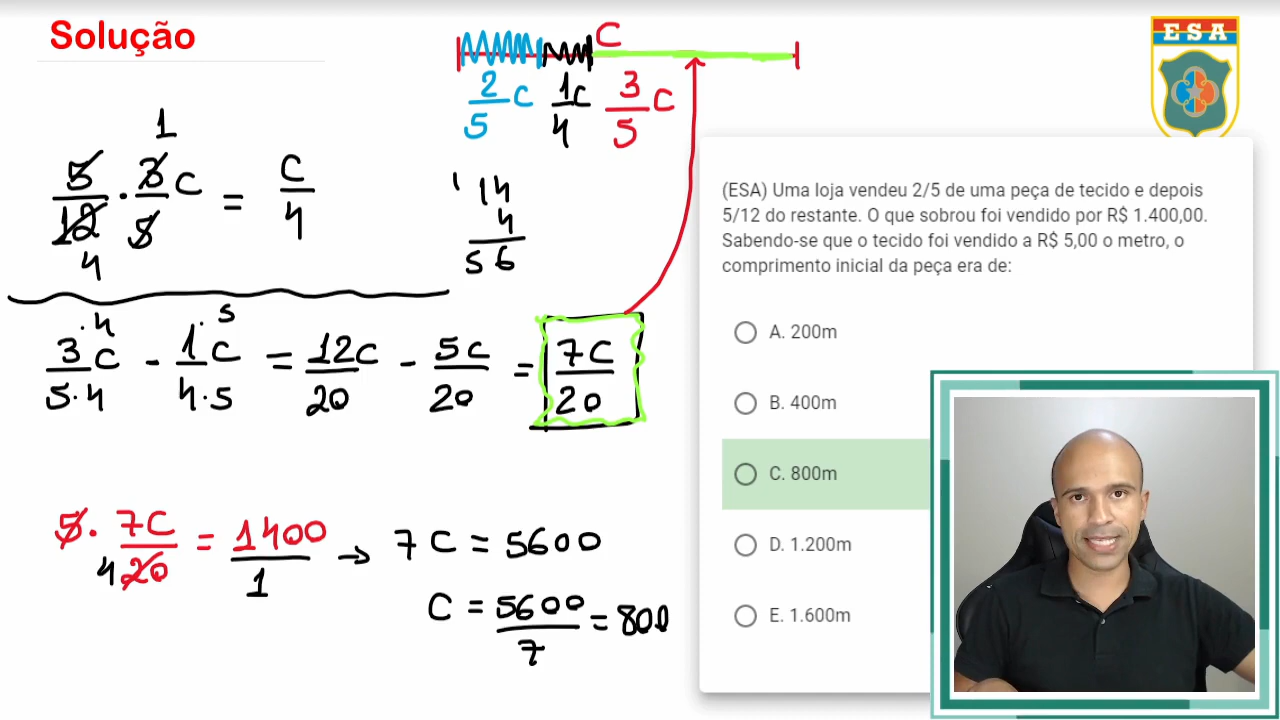 Solução
ESA
C
2/5 C 1/4 C 3/5 C
5/12 · 3/5 C = C/4
1
4
14
4
56
(ESA) Uma loja vendeu 2/5 de uma peça de tecido e depois
5/12 do restante. O que sobrou foi vendido por R$ 1.400,00.
Sabendo-se que o tecido foi vendido a R$ 5,00 o metro, o
comprimento inicial da peça era de:
3·4 C/5·4 - 1·5 C/4·5 = 12C/20 - 5C/20 = 7C/20
5 · 7C/20 = 1400/1 → 7C = 5600
4
C = 5600/7 = 800
A. 200m
B. 400m
C. 800m
D. 1.200m
E. 1.600m